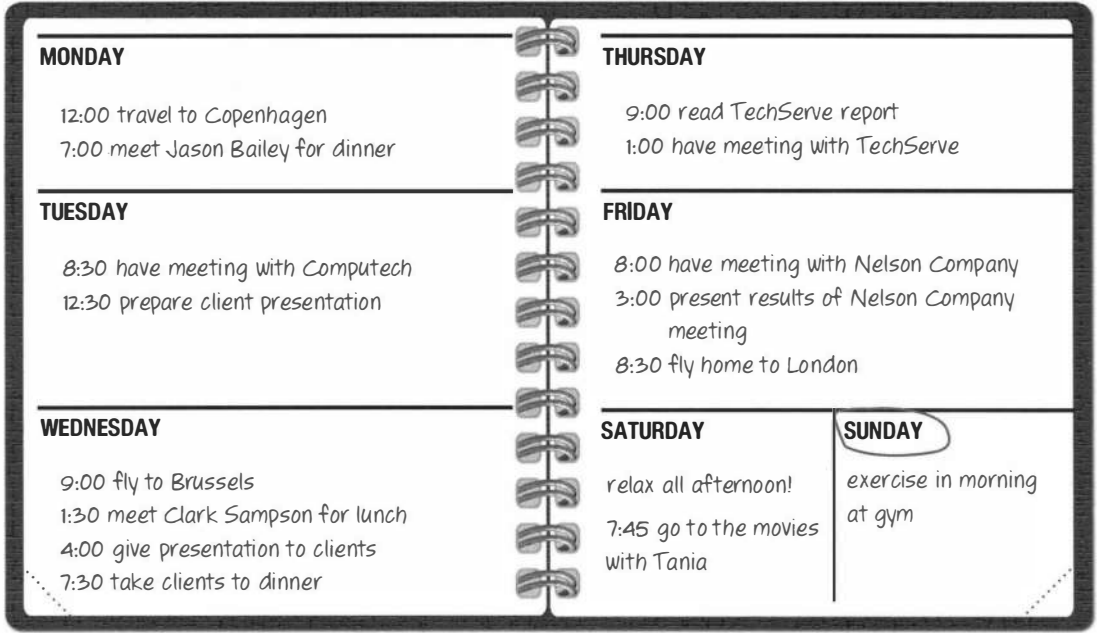 MONDAY
12:00 travel to Copenhagen
7:00 meet Jason Bailey for dinner
TUESDAY
8:30 have meeting with Computech
12:30 prepare client presentation
WEDNESDAY
9:00 fly to Brussels
1:30 meet Clark Sampson for lunch
4:00 give presentation to clients
7:30 take clients to dinner
THURSDAY
9:00 read TechServe report
1:00 have meeting with TechServe
FRIDAY
8:00 have meeting with Nelson Company
3:00 present results of Nelson Company
meeting
8:30 fly home to London
SATURDAY
relax all afternoon!
7:45 go to the movies
with Tania
SUNDAY
exercise in morning
at gym